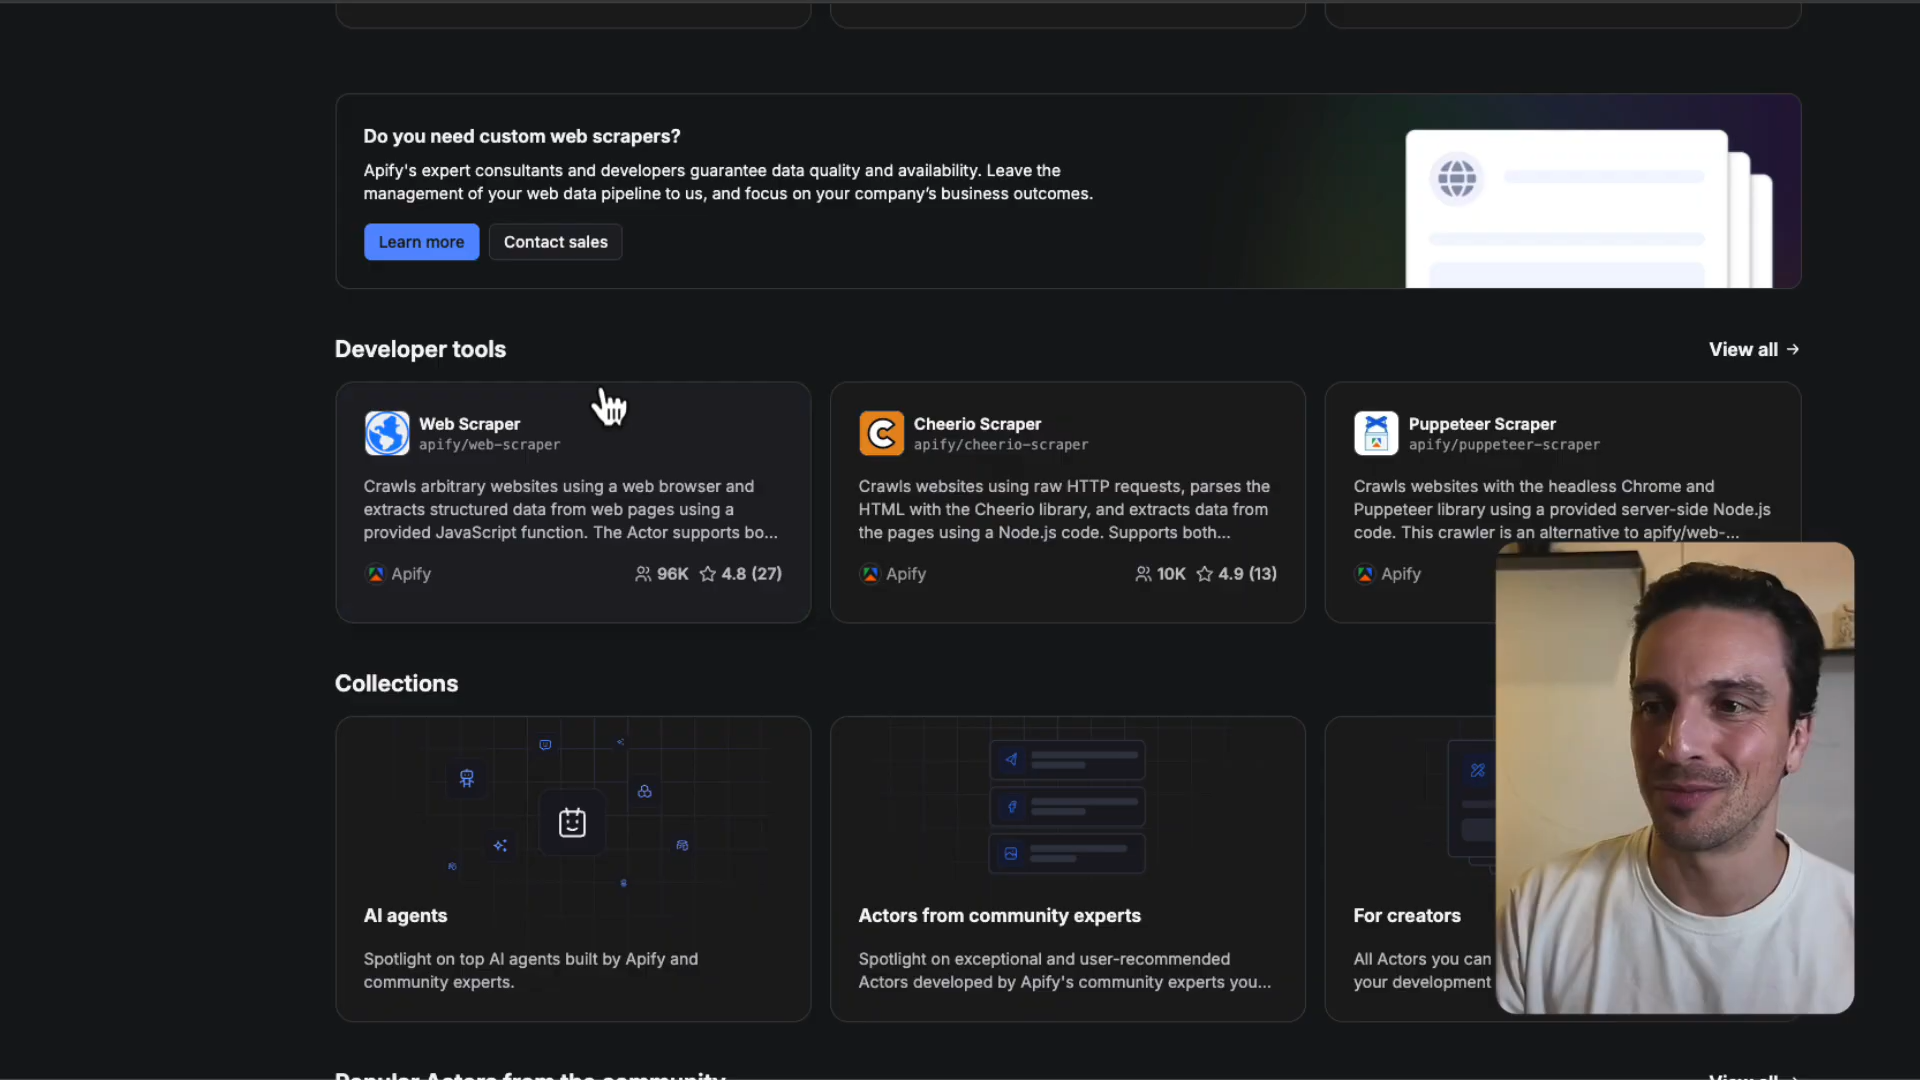 Do you need custom web scrapers?
Apify's expert consultants and developers guarantee data quality and availability. Leave the
management of your web data pipeline to us, and focus on your company’s business outcomes.
Learn more
Contact sales
Developer tools
View all →
Web Scraper
apify/web-scraper
Crawls arbitrary websites using a web browser and
extracts structured data from web pages using a
provided JavaScript function. The Actor supports bo...
Apify
96K
4.8 (27)
Cheerio Scraper
apify/cheerio-scraper
Crawls websites using raw HTTP requests, parses the
HTML with the Cheerio library, and extracts data from
the pages using a Node.js code. Supports both...
Apify
10K
4.9 (13)
Puppeteer Scraper
apify/puppeteer-scraper
Crawls websites with the headless Chrome and
Puppeteer library using a provided server-side Node.js
code. This crawler is an alternative to apify/web-...
Apify
Collections
AI agents
Spotlight on top AI agents built by Apify and
community experts.
Actors from community experts
Spotlight on exceptional and user-recommended
Actors developed by Apify's community experts you...
For creators
All Actors you can
your development
Popular Actors from the community
View all